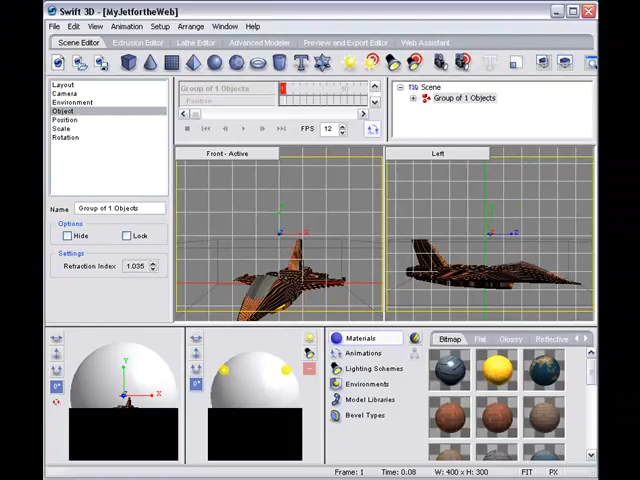 Swift 3D - [MyJetfortheWeb]
File Edit View Animation Setup Arrange Window Help
Scene Editor Extrusion Editor Lathe Editor Advanced Modeler Preview and Export Editor Web Assistant
Layout
Camera
Environment
Object
Position
Scale
Rotation
Group of 1 Objects
Position
FPS 12
Scene
Group of 1 Objects
Front - Active
Left
Name Group of 1 Objects
Options
Hide Lock
Settings
Refraction Index 1.035
Y
X
Materials
Animations
Lighting Schemes
Environments
Model Libraries
Bevel Types
Bitmap Flat Glossy Reflective
Frame: 1 Time: 0.08 W: 400 x H: 300 FIT PX